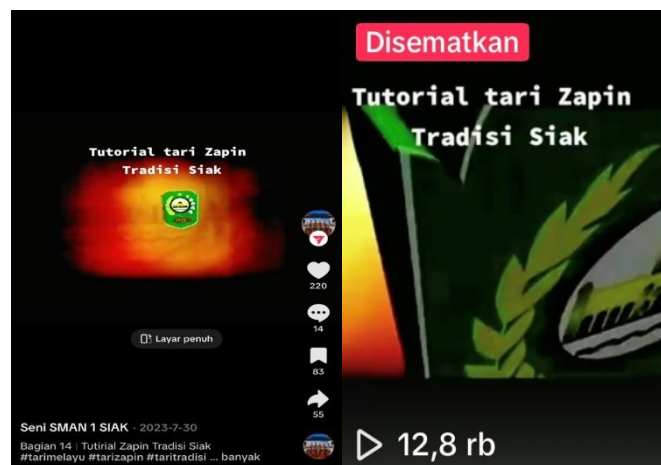 Tutorial tari Zapin
Tradisi Siak
220
14
Layar penuh
83
55
Seni SMAN 1 SIAK · 2023-7-30
Bagian 14 | Tutirial Zapin Tradisi Siak
#tarimelayu #tarizapin #taritradisi ... banyak
Disematkan
Tutorial tari Zapin
Tradisi Siak
12,8 rb